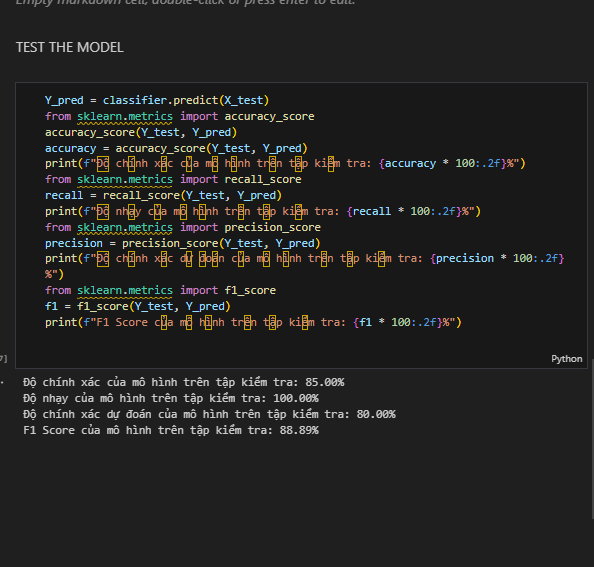 Empty markdown cell, double-click or press enter to edit.
TEST THE MODEL
Y_pred = classifier.predict(X_test)
from sklearn.metrics import accuracy_score
accuracy_score(Y_test, Y_pred)
accuracy = accuracy_score(Y_test, Y_pred)
print(f"Độ chính xác của mô hình trên tập kiểm tra: {accuracy * 100:.2f}%")
from sklearn.metrics import recall_score
recall = recall_score(Y_test, Y_pred)
print(f"Độ nhạy của mô hình trên tập kiểm tra: {recall * 100:.2f}%")
from sklearn.metrics import precision_score
precision = precision_score(Y_test, Y_pred)
print(f"Độ chính xác dự đoán của mô hình trên tập kiểm tra: {precision * 100:.2f}
%")
from sklearn.metrics import f1_score
f1 = f1_score(Y_test, Y_pred)
print(f"F1 Score của mô hình trên tập kiểm tra: {f1 * 100:.2f}%")
7]
Python
Độ chính xác của mô hình trên tập kiểm tra: 85.00%
Độ nhạy của mô hình trên tập kiểm tra: 100.00%
Độ chính xác dự đoán của mô hình trên tập kiểm tra: 80.00%
F1 Score của mô hình trên tập kiểm tra: 88.89%